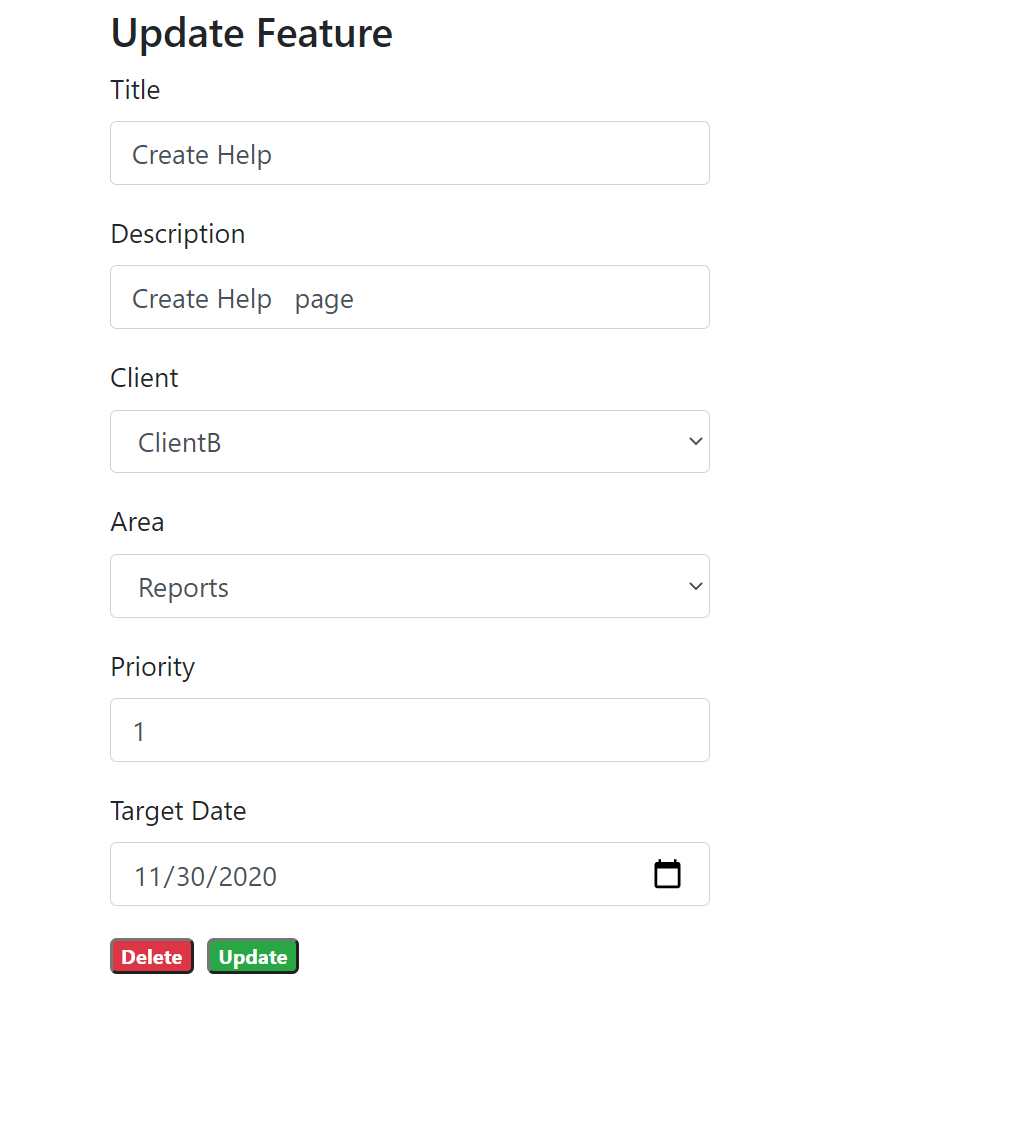 Update Feature
Title
Create Help
Description
Create Help   page
Client
ClientB
Area
Reports
Priority
1
Target Date
11/30/2020
Delete Update